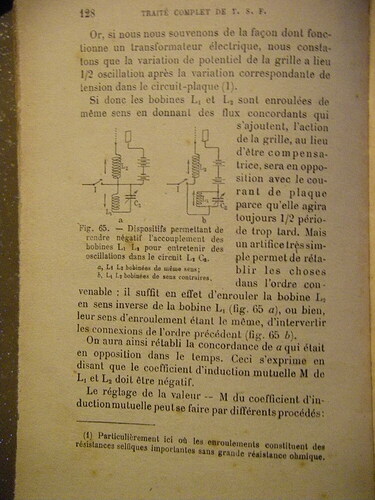 128 TRAITÉ COMPLET DE T. S. F.
Or, si nous nous souvenons de la façon dont fonc-
tionne un transformateur électrique, nous consta-
tons que la variation de potentiel de la grille a lieu
1/2 oscillation après la variation correspondante de
tension dans le circuit-plaque (1).
Si donc les bobines L₁ et L₂ sont enroulées de
même sens en donnant des flux concordants qui
s'ajoutent, l'action
de la grille, au lieu
d'être compensa-
trice, sera en oppo-
sition avec le cou-
rant de plaque
parce qu'elle agira
toujours 1/2 pério-
de trop tard. Mais
un artifice très sim-
ple permet de réta-
blir les choses
dans l'ordre con-
a
b
Fig. 65. — Dispositifs permettant de
rendre négatif l'accouplement des
bobines L₁ L₂ pour entretenir des
oscillations dans le circuit L₂ C₂.
a, L₁ L₂ bobinées de même sens;
b, L₁ L₂ bobinées de sens contraires.
venable : il suffit en effet d'enrouler la bobine L₂
en sens inverse de la bobine L₁ (fig. 65 a), ou bien,
leur sens d'enroulement étant le même, d'intervertir
les connexions de l'ordre précédent (fig. 65 b).
On aura ainsi rétabli la concordance de a qui était
en opposition dans le temps. Ceci s'exprime en
disant que le coefficient d'induction mutuelle M de
L₁ et L₂ doit être négatif.
Le réglage de la valeur — M du coefficient d'in-
duction mutuelle peut se faire par différents procédés:
(1) Particulièrement ici où les enroulements constituent des
résistances selfiques importantes sans grande résistance ohmique.